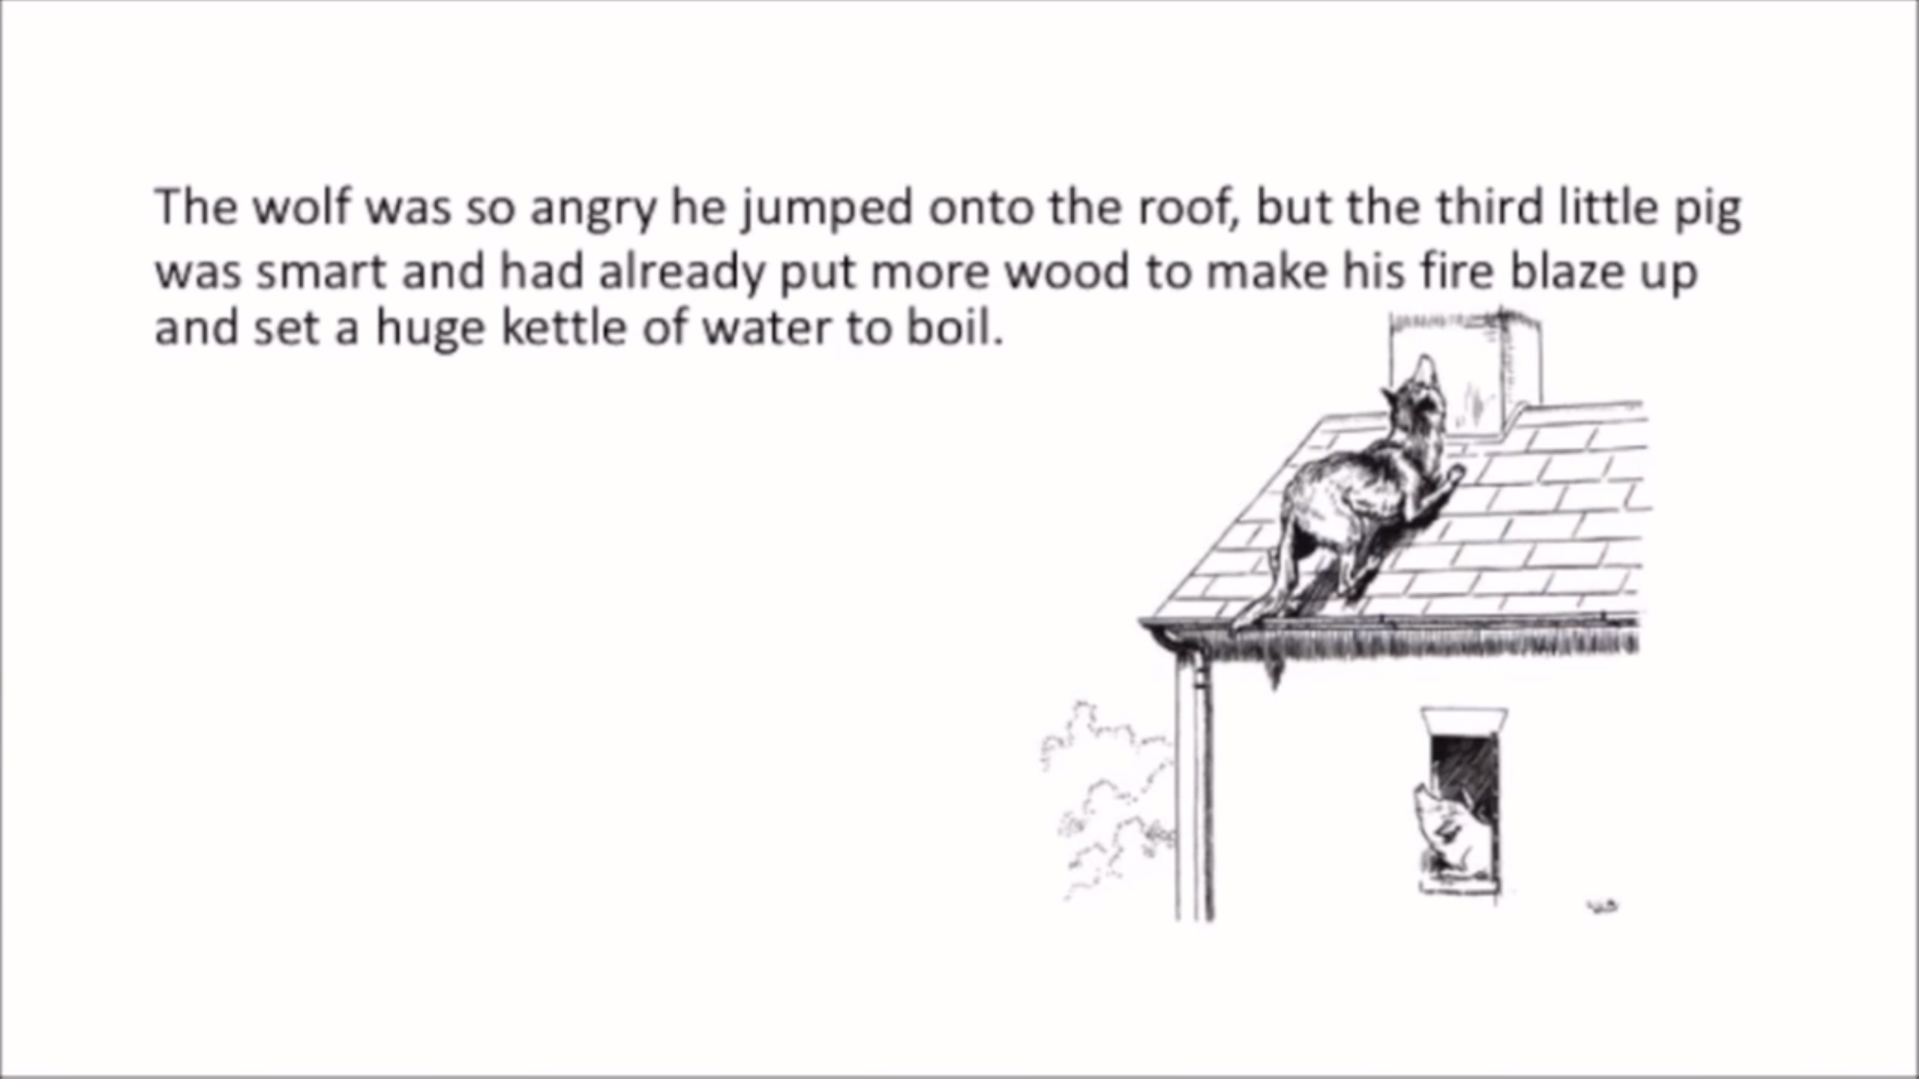 The wolf was so angry he jumped onto the roof, but the third little pig
was smart and had already put more wood to make his fire blaze up
and set a huge kettle of water to boil.